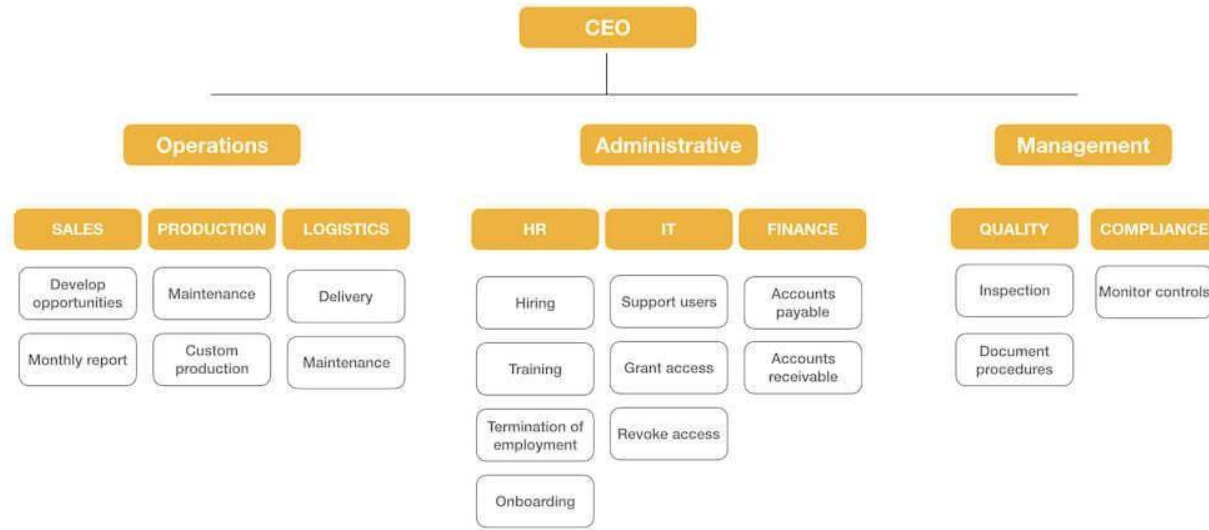 CEO
Operations
Administrative
Management
SALES
PRODUCTION
LOGISTICS
HR
IT
FINANCE
QUALITY
COMPLIANCE
Develop
opportunities
Monthly report
Maintenance
Custom
production
Delivery
Maintenance
Hiring
Training
Termination of
employment
Onboarding
Support users
Grant access
Revoke access
Accounts
payable
Accounts
receivable
Inspection
Document
procedures
Monitor controls